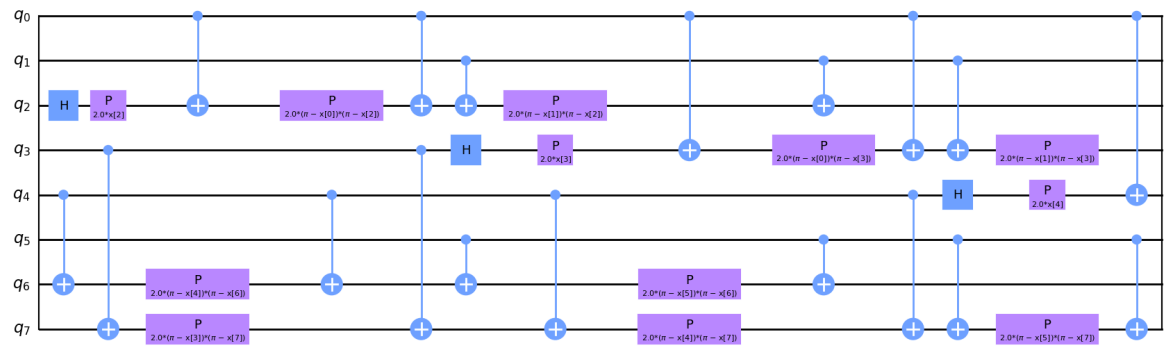 q0
q1
q2 H P 2.0*x[2] P 2.0*(π − x[0])*(π − x[2]) P 2.0*(π − x[1])*(π − x[2])
q3 H P 2.0*x[3] P 2.0*(π − x[0])*(π − x[3]) P 2.0*(π − x[1])*(π − x[3])
q4 H P 2.0*x[4]
q5
q6 P 2.0*(π − x[4])*(π − x[6]) P 2.0*(π − x[5])*(π − x[6])
q7 P 2.0*(π − x[3])*(π − x[7]) P 2.0*(π − x[4])*(π − x[7]) P 2.0*(π − x[5])*(π − x[7])